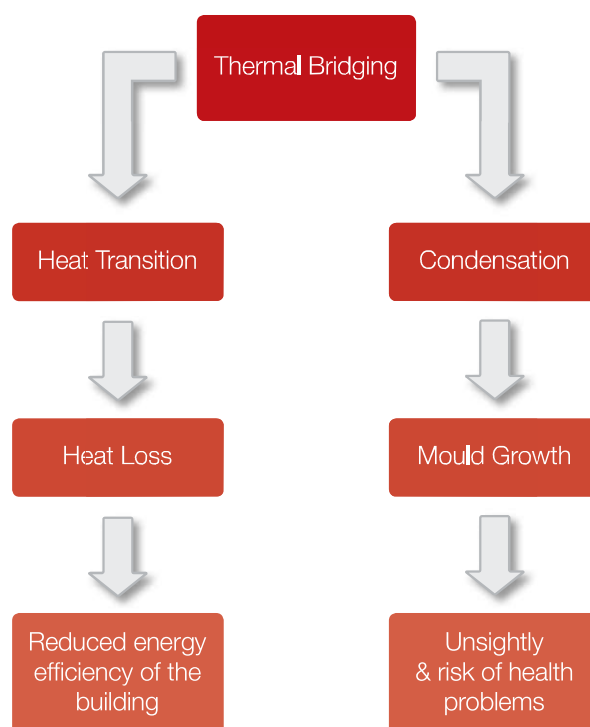 Thermal Bridging
Heat Transition
Condensation
Heat Loss
Mould Growth
Reduced energy
efficiency of the
building
Unsightly
& risk of health
problems